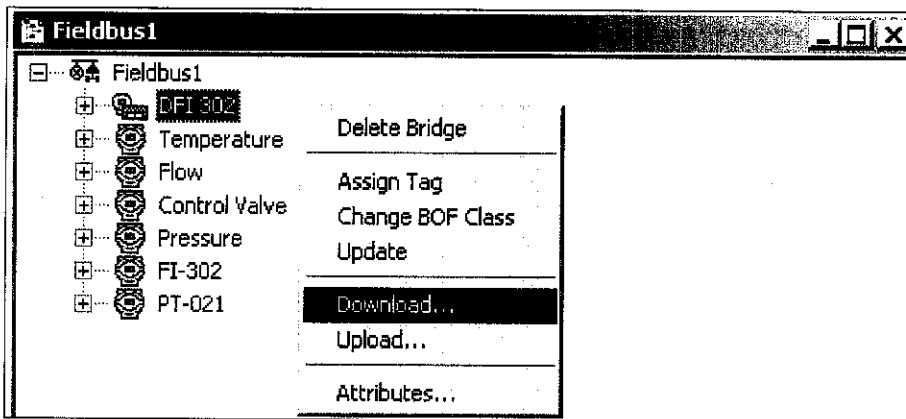 Fieldbus1
Fieldbus1
DFI 302
Temperature
Flow
Control Valve
Pressure
FI-302
PT-021
Delete Bridge
Assign Tag
Change BOF Class
Update
Download...
Upload...
Attributes...